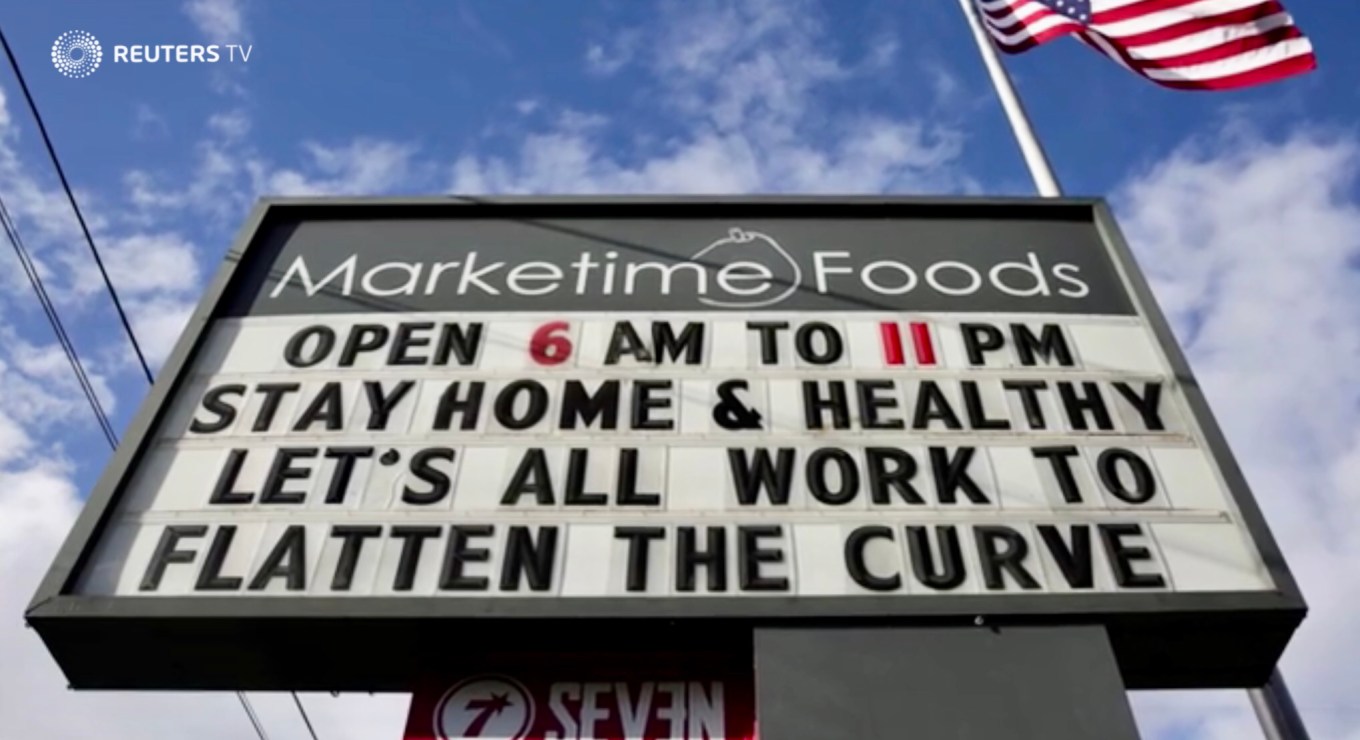 REUTERS TV
Marketime Foods
OPEN 6 AM TO 11 PM
STAY HOME & HEALTHY
LET'S ALL WORK TO
FLATTEN THE CURVE
7 SEVEN